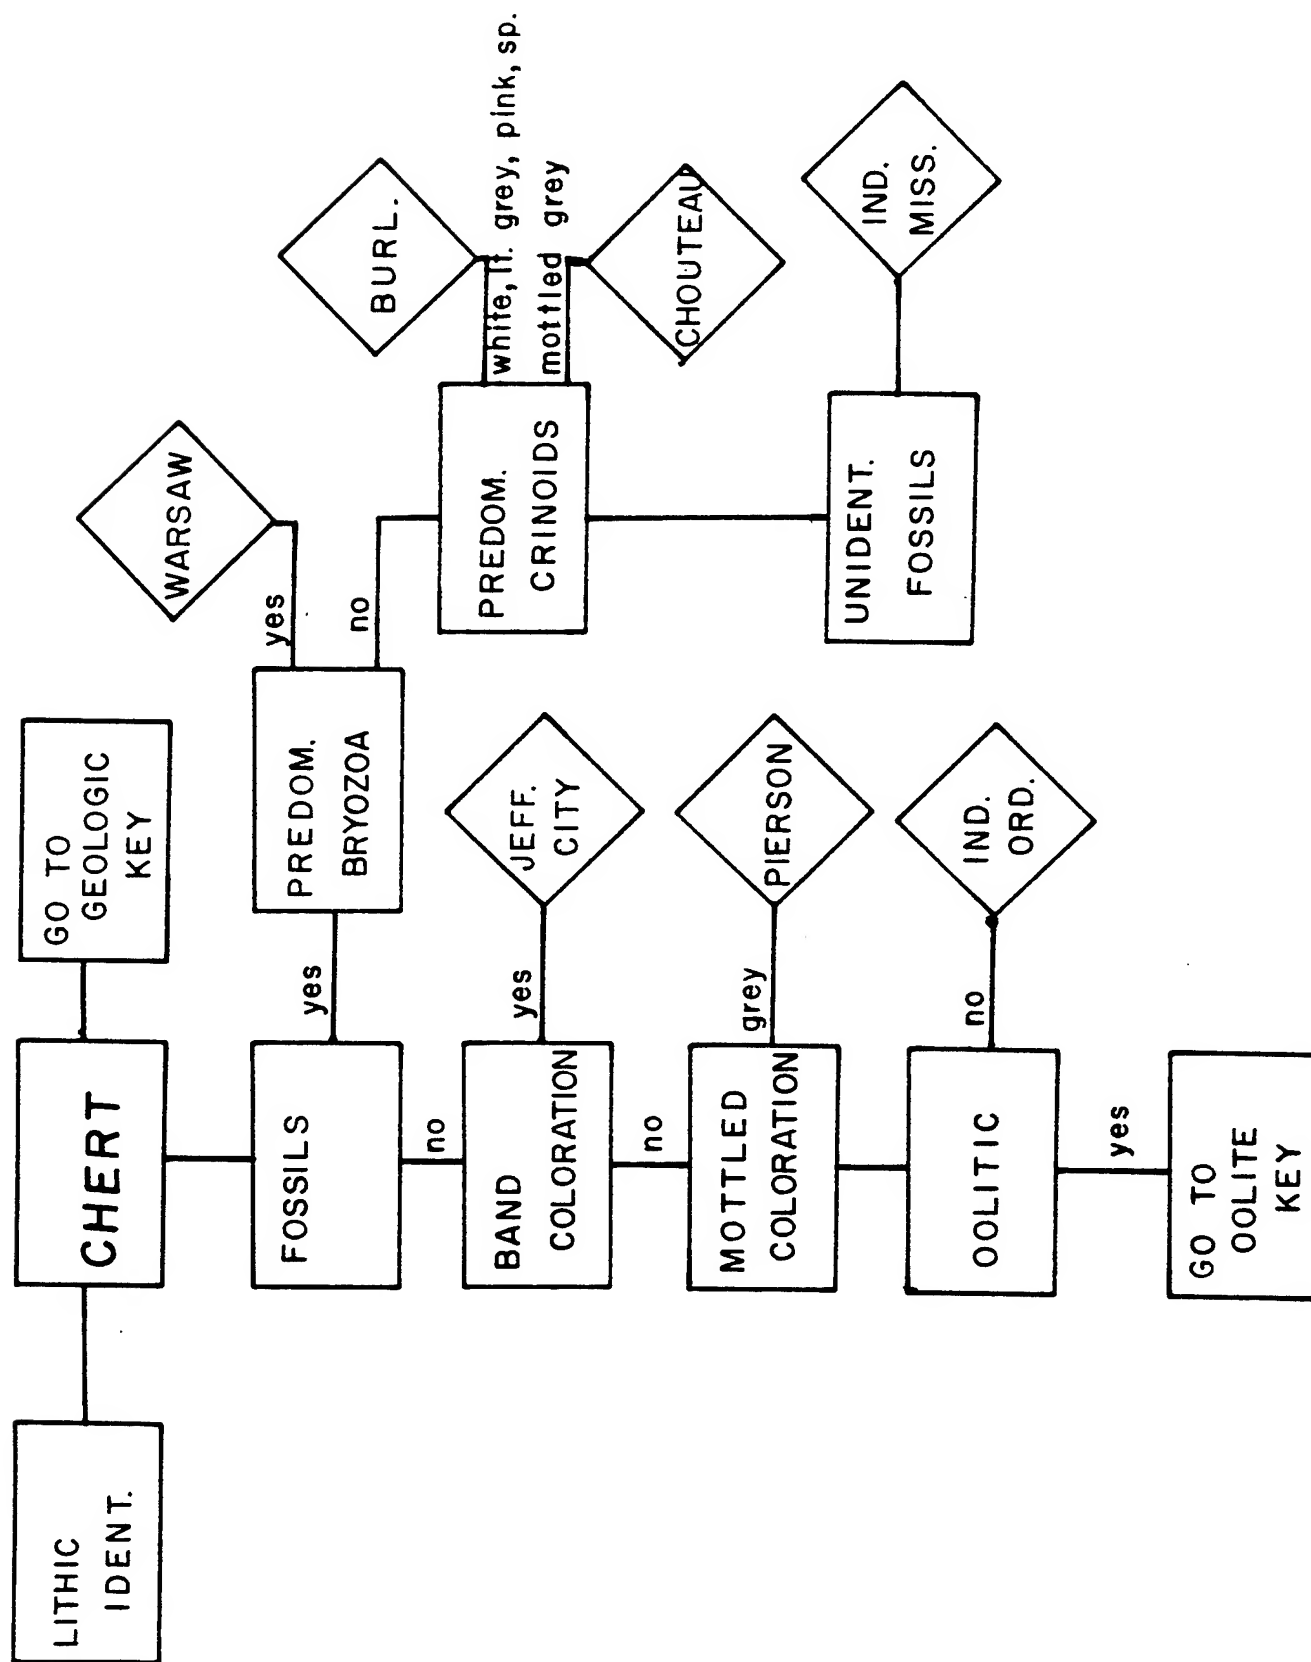 LITHIC
IDENT.
CHERT
GO TO
GEOLOGIC
KEY
FOSSILS
yes
PREDOM.
BRYOZOA
yes
WARSAW
no
PREDOM.
CRINOIDS
white, lt. grey, pink, sp.
BURL.
mottled grey
CHOUTEAU
UNIDENT.
FOSSILS
IND.
MISS.
no
BAND
COLORATION
yes
JEFF.
CITY
no
MOTTLED
COLORATION
grey
PIERSON
OOLITIC
no
IND.
ORD.
yes
GO TO
OOLITE
KEY